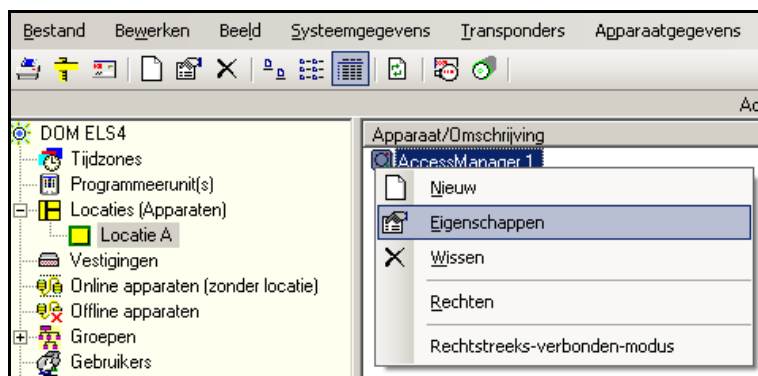 Bestand Bewerken Beeld Systeemgegevens Transponders Apparaatgegevens
Ac
DOM ELS4
Tijdzones
Programmeerunit(s)
Locaties (Apparaten)
Locatie A
Vestigingen
Online apparaten (zonder locatie)
Offline apparaten
Groepen
Gebruikers
Apparaat/Omschrijving
AccessManager 1
Nieuw
Eigenschappen
Wissen
Rechten
Rechtstreeks-verbonden-modus